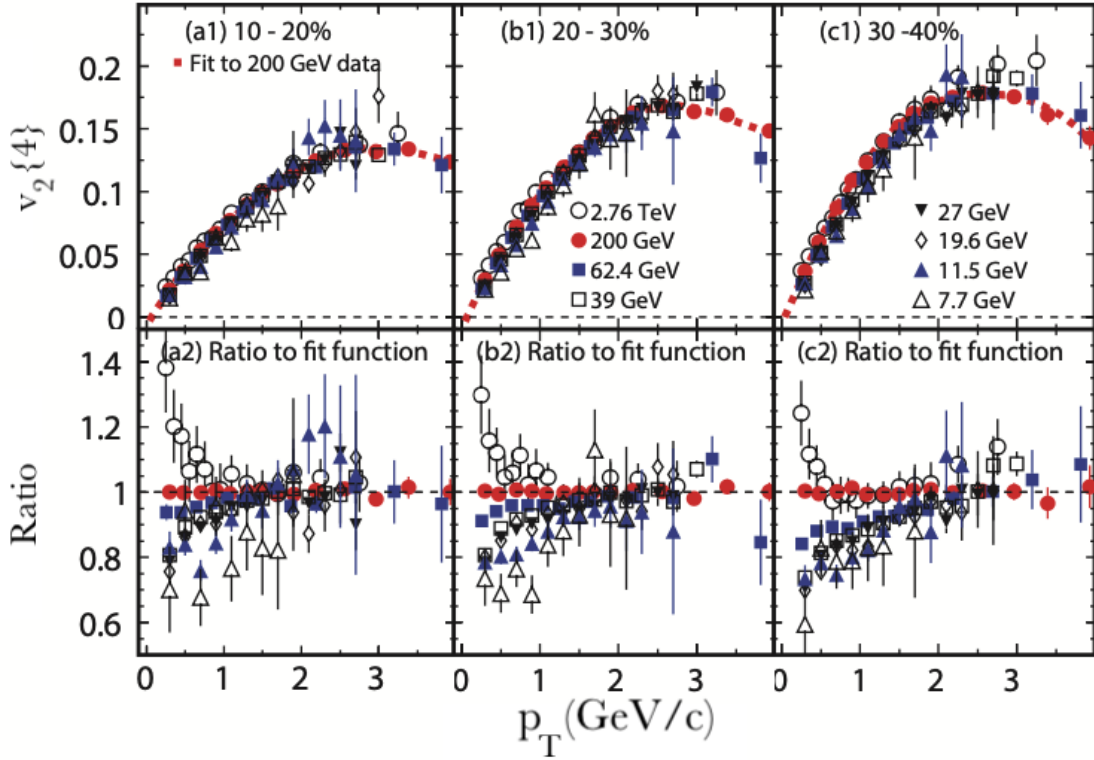 (a1) 10 - 20%
Fit to 200 GeV data
(b1) 20 - 30%
(c1) 30 -40%
v₂{4}
0.2
0.15
0.1
0.05
0
2.76 TeV
200 GeV
62.4 GeV
39 GeV
27 GeV
19.6 GeV
11.5 GeV
7.7 GeV
(a2) Ratio to fit function
(b2) Ratio to fit function
(c2) Ratio to fit function
Ratio
1.4
1.2
1
0.8
0.6
0 1 2 3 0 1 2 3 0 1 2 3
p_T(GeV/c)